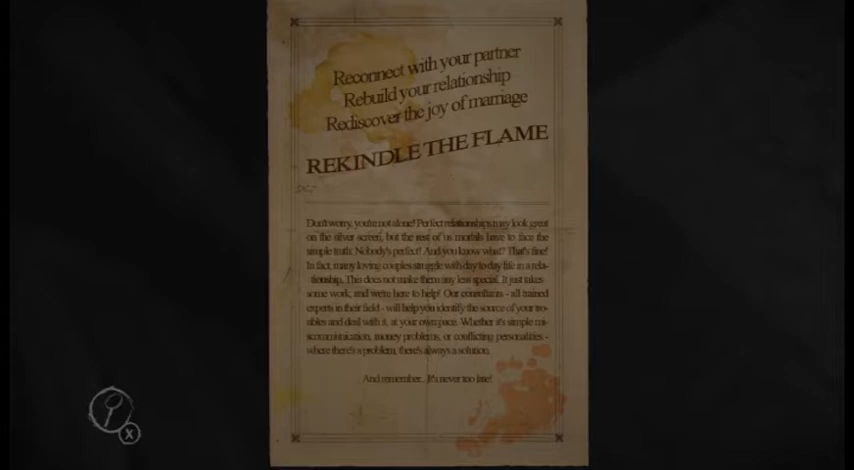 Reconnect with your partner
Rebuild your relationship
Rediscover the joy of marriage
REKINDLE THE FLAME
Don't worry, you're not alone! Perfect relationships may look great
on the silver screen, but the rest of us mortals have to face the
simple truth: Nobody's perfect! And you know what? That's fine!
In fact, many loving couples struggle with day to day life in a rela-
tionship. This does not make them any less special. It just takes
some work, and we're here to help! Our consultants - all trained
experts in their field - will help you identify the source of your tro-
ubles and deal with it, at your own pace. Whether it's simple mi-
scommunication, money problems, or conflicting personalities -
where there's a problem, there's always a solution.
And remember... It's never too late!
X